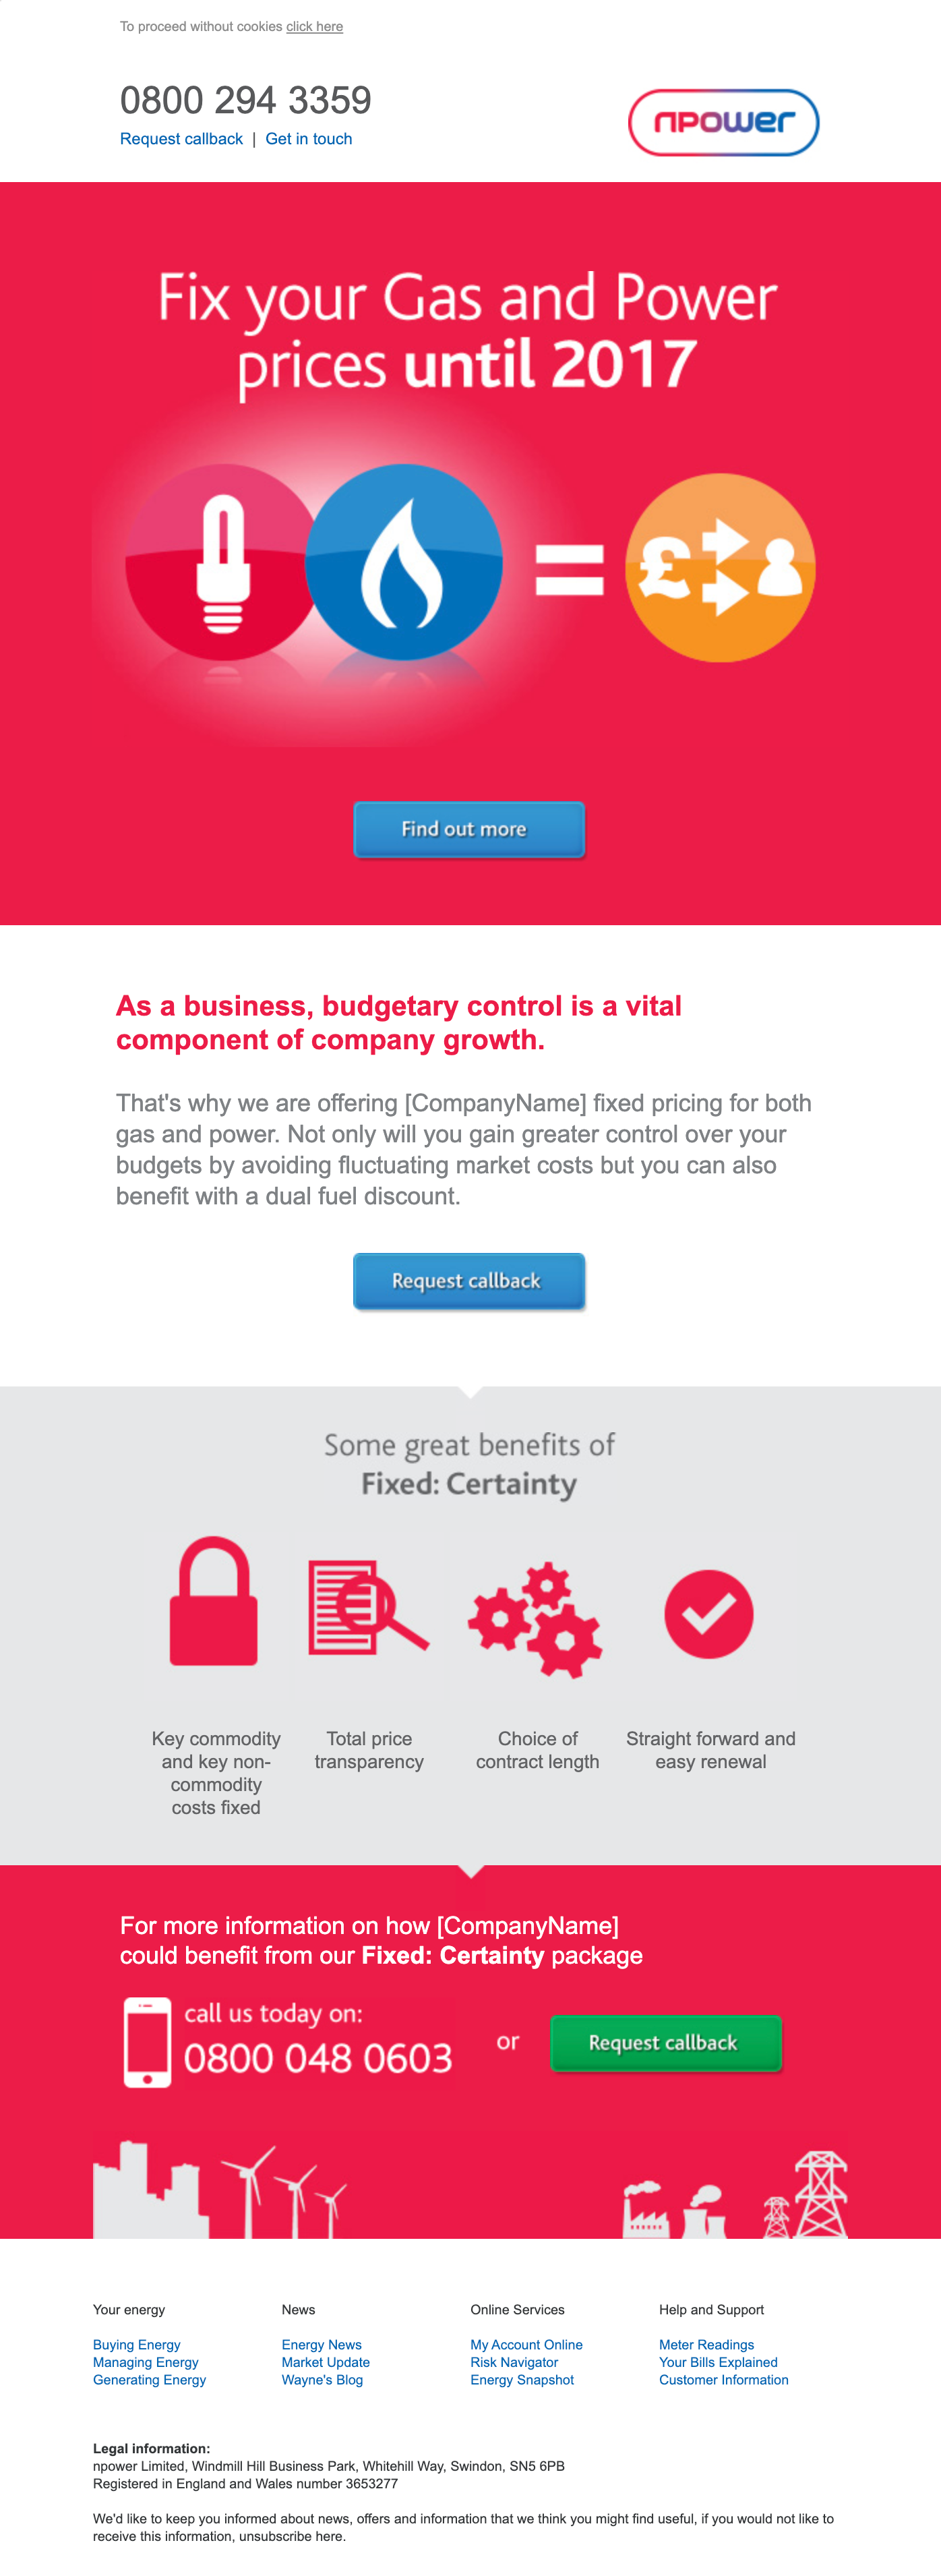 To proceed without cookies click here
0800 294 3359
Request callback | Get in touch
npower
Fix your Gas and Power
prices until 2017
=
£
Find out more
As a business, budgetary control is a vital
component of company growth.
That's why we are offering [CompanyName] fixed pricing for both
gas and power. Not only will you gain greater control over your
budgets by avoiding fluctuating market costs but you can also
benefit with a dual fuel discount.
Request callback
Some great benefits of
Fixed: Certainty
Key commodity
and key non-
commodity
costs fixed
Total price
transparency
Choice of
contract length
Straight forward and
easy renewal
For more information on how [CompanyName]
could benefit from our Fixed: Certainty package
call us today on:
0800 048 0603
or
Request callback
Your energy
Buying Energy
Managing Energy
Generating Energy
News
Energy News
Market Update
Wayne's Blog
Online Services
My Account Online
Risk Navigator
Energy Snapshot
Help and Support
Meter Readings
Your Bills Explained
Customer Information
Legal information:
npower Limited, Windmill Hill Business Park, Whitehill Way, Swindon, SN5 6PB
Registered in England and Wales number 3653277
We'd like to keep you informed about news, offers and information that we think you might find useful, if you would not like to
receive this information, unsubscribe here.